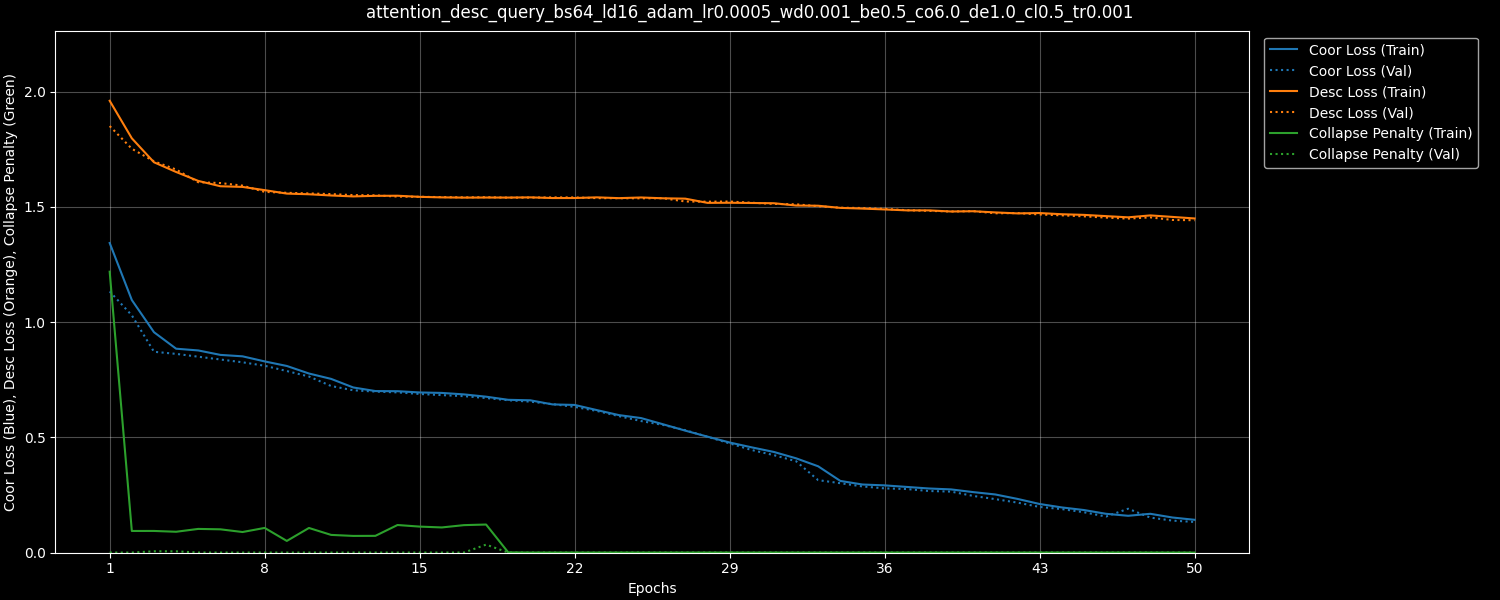 attention_desc_query_bs64_ld16_adam_lr0.0005_wd0.001_be0.5_co6.0_de1.0_cl0.5_tr0.001
Coor Loss (Blue), Desc Loss (Orange), Collapse Penalty (Green)
2.0
1.5
1.0
0.5
0.0
1 8 15 22 29 36 43 50
Epochs
Coor Loss (Train)
Coor Loss (Val)
Desc Loss (Train)
Desc Loss (Val)
Collapse Penalty (Train)
Collapse Penalty (Val)